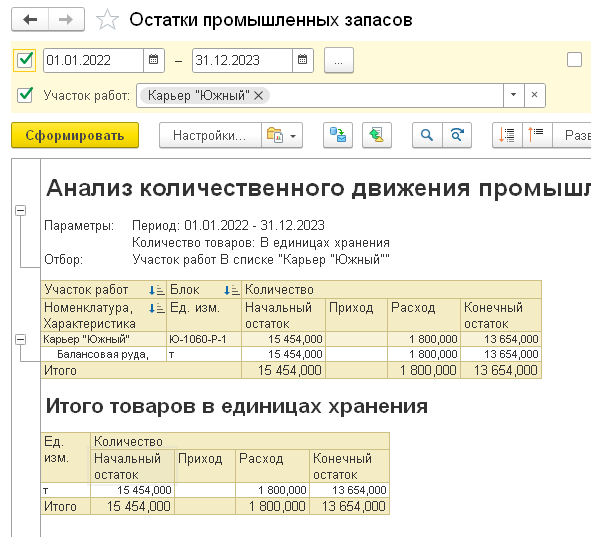 Остатки промышленных запасов
01.01.2022 – 31.12.2023 ...
Участок работ: Карьер "Южный" ×
Сформировать Настройки...
Анализ количественного движения
Параметры: Период: 01.01.2022 - 31.12.2023
Количество товаров: В единицах хранения
Отбор: Участок работ В списке "Карьер "Южный""
Участок работ Блок Количество
Номенклатура, Ед. изм. Начальный Приход Расход Конечный
Характеристика остаток остаток
Карьер "Южный" Ю-1060-Р-1 15 454,000 1 800,000 13 654,000
Балансовая руда, т 15 454,000 1 800,000 13 654,000
Итого 15 454,000 1 800,000 13 654,000
Итого товаров в единицах хранения
Ед. Количество
изм. Начальный Приход Расход Конечный
остаток остаток
т 15 454,000 1 800,000 13 654,000
Итого 15 454,000 1 800,000 13 654,000